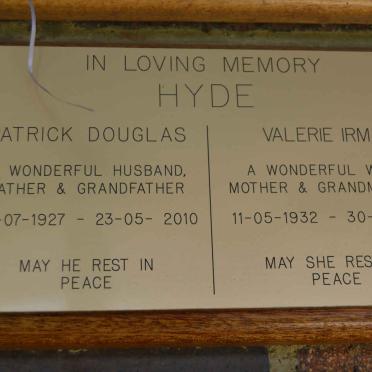 IN LOVING MEMORY
HYDE
ATRICK DOUGLAS
WONDERFUL HUSBAND,
ATHER & GRANDFATHER
-07-1927 - 23-05- 2010
MAY HE REST IN
PEACE
VALERIE IRM
A WONDERFUL W
MOTHER & GRANDM
11-05-1932 - 30-
MAY SHE RES
PEACE